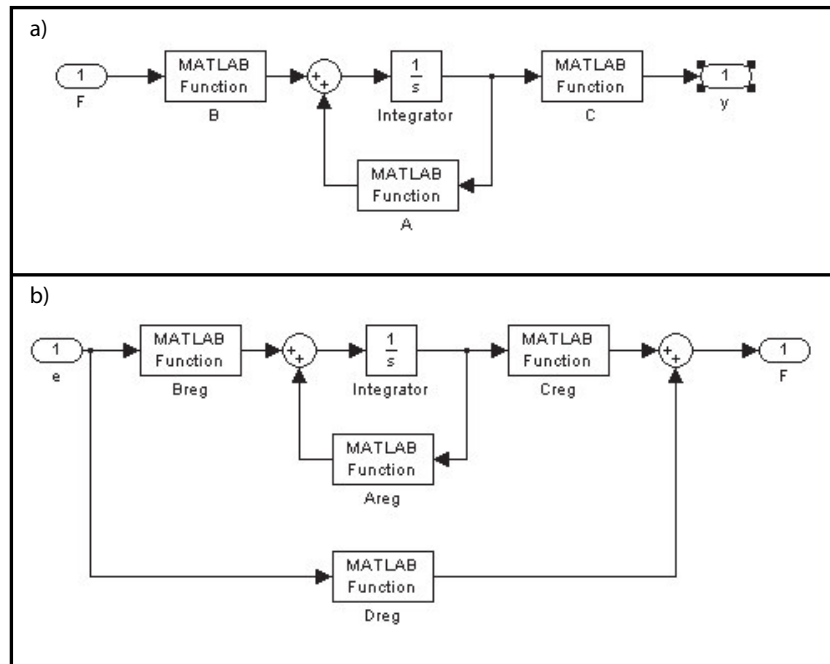 a)
1
F
MATLAB
Function
B
+
+
1
s
Integrator
MATLAB
Function
C
1
y
MATLAB
Function
A
b)
1
e
MATLAB
Function
Breg
+
+
1
s
Integrator
MATLAB
Function
Creg
+
+
1
F
MATLAB
Function
Areg
MATLAB
Function
Dreg